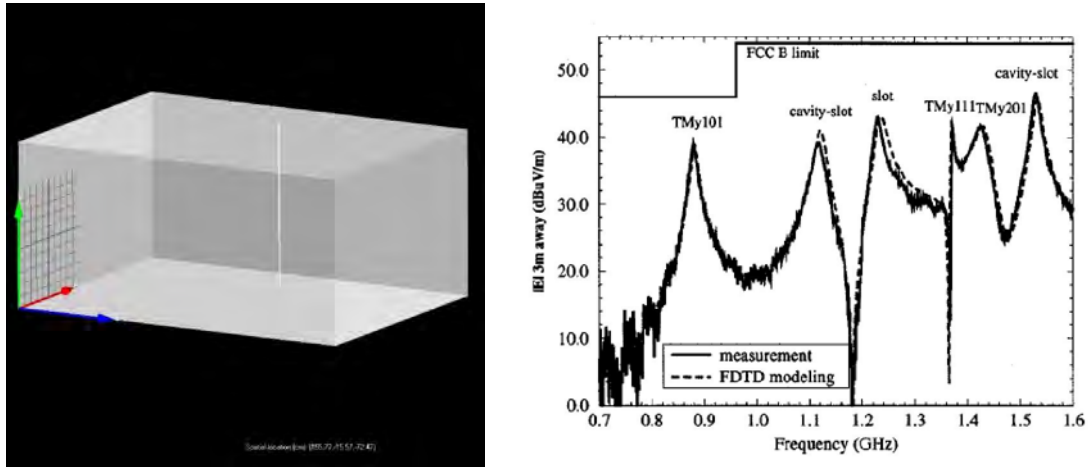 FCC B limit
cavity-slot
TMy101
cavity-slot
slot
TMy111 TMy201
|E| 3m away (dBuV/m)
50.0
40.0
30.0
20.0
10.0
0.0
measurement
FDTD modeling
0.7 0.8 0.9 1.0 1.1 1.2 1.3 1.4 1.5 1.6
Frequency (GHz)